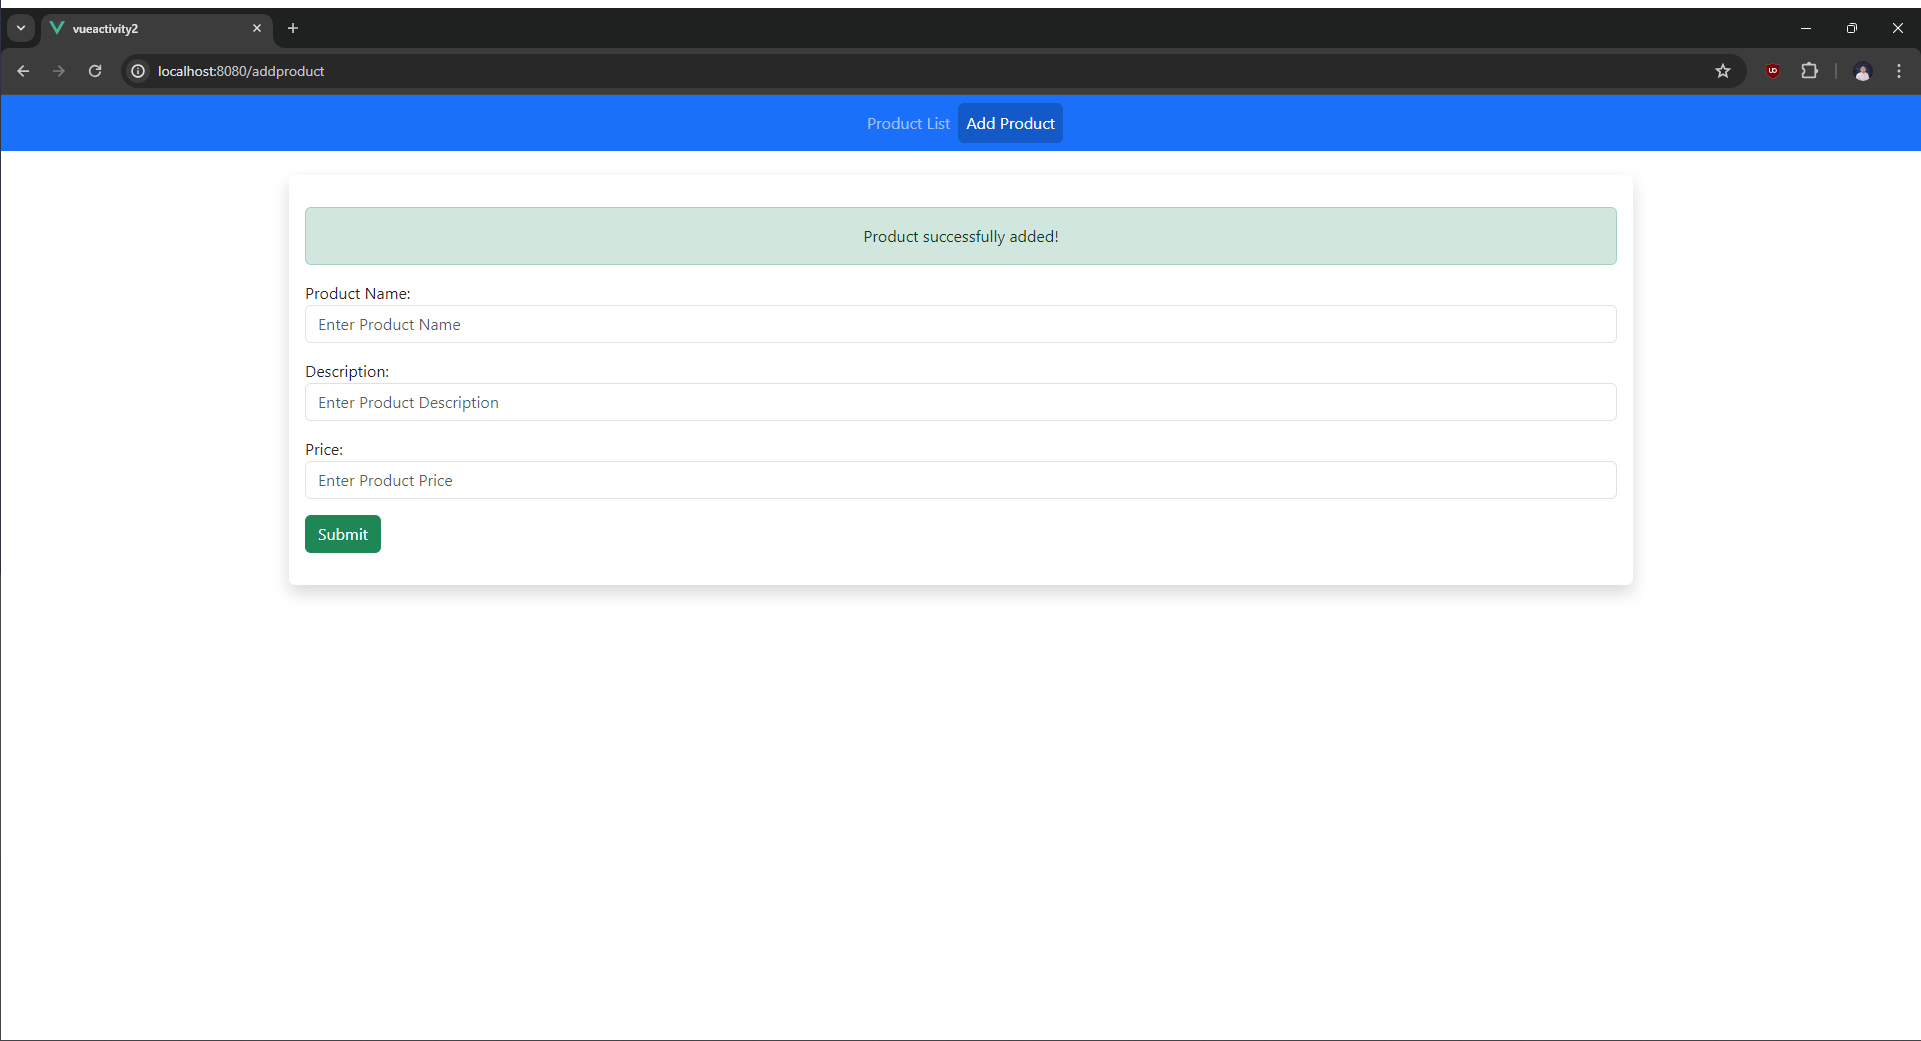 vueactivity2
localhost:8080/addproduct
Product List Add Product
Product successfully added!
Product Name:
Enter Product Name
Description:
Enter Product Description
Price:
Enter Product Price
Submit